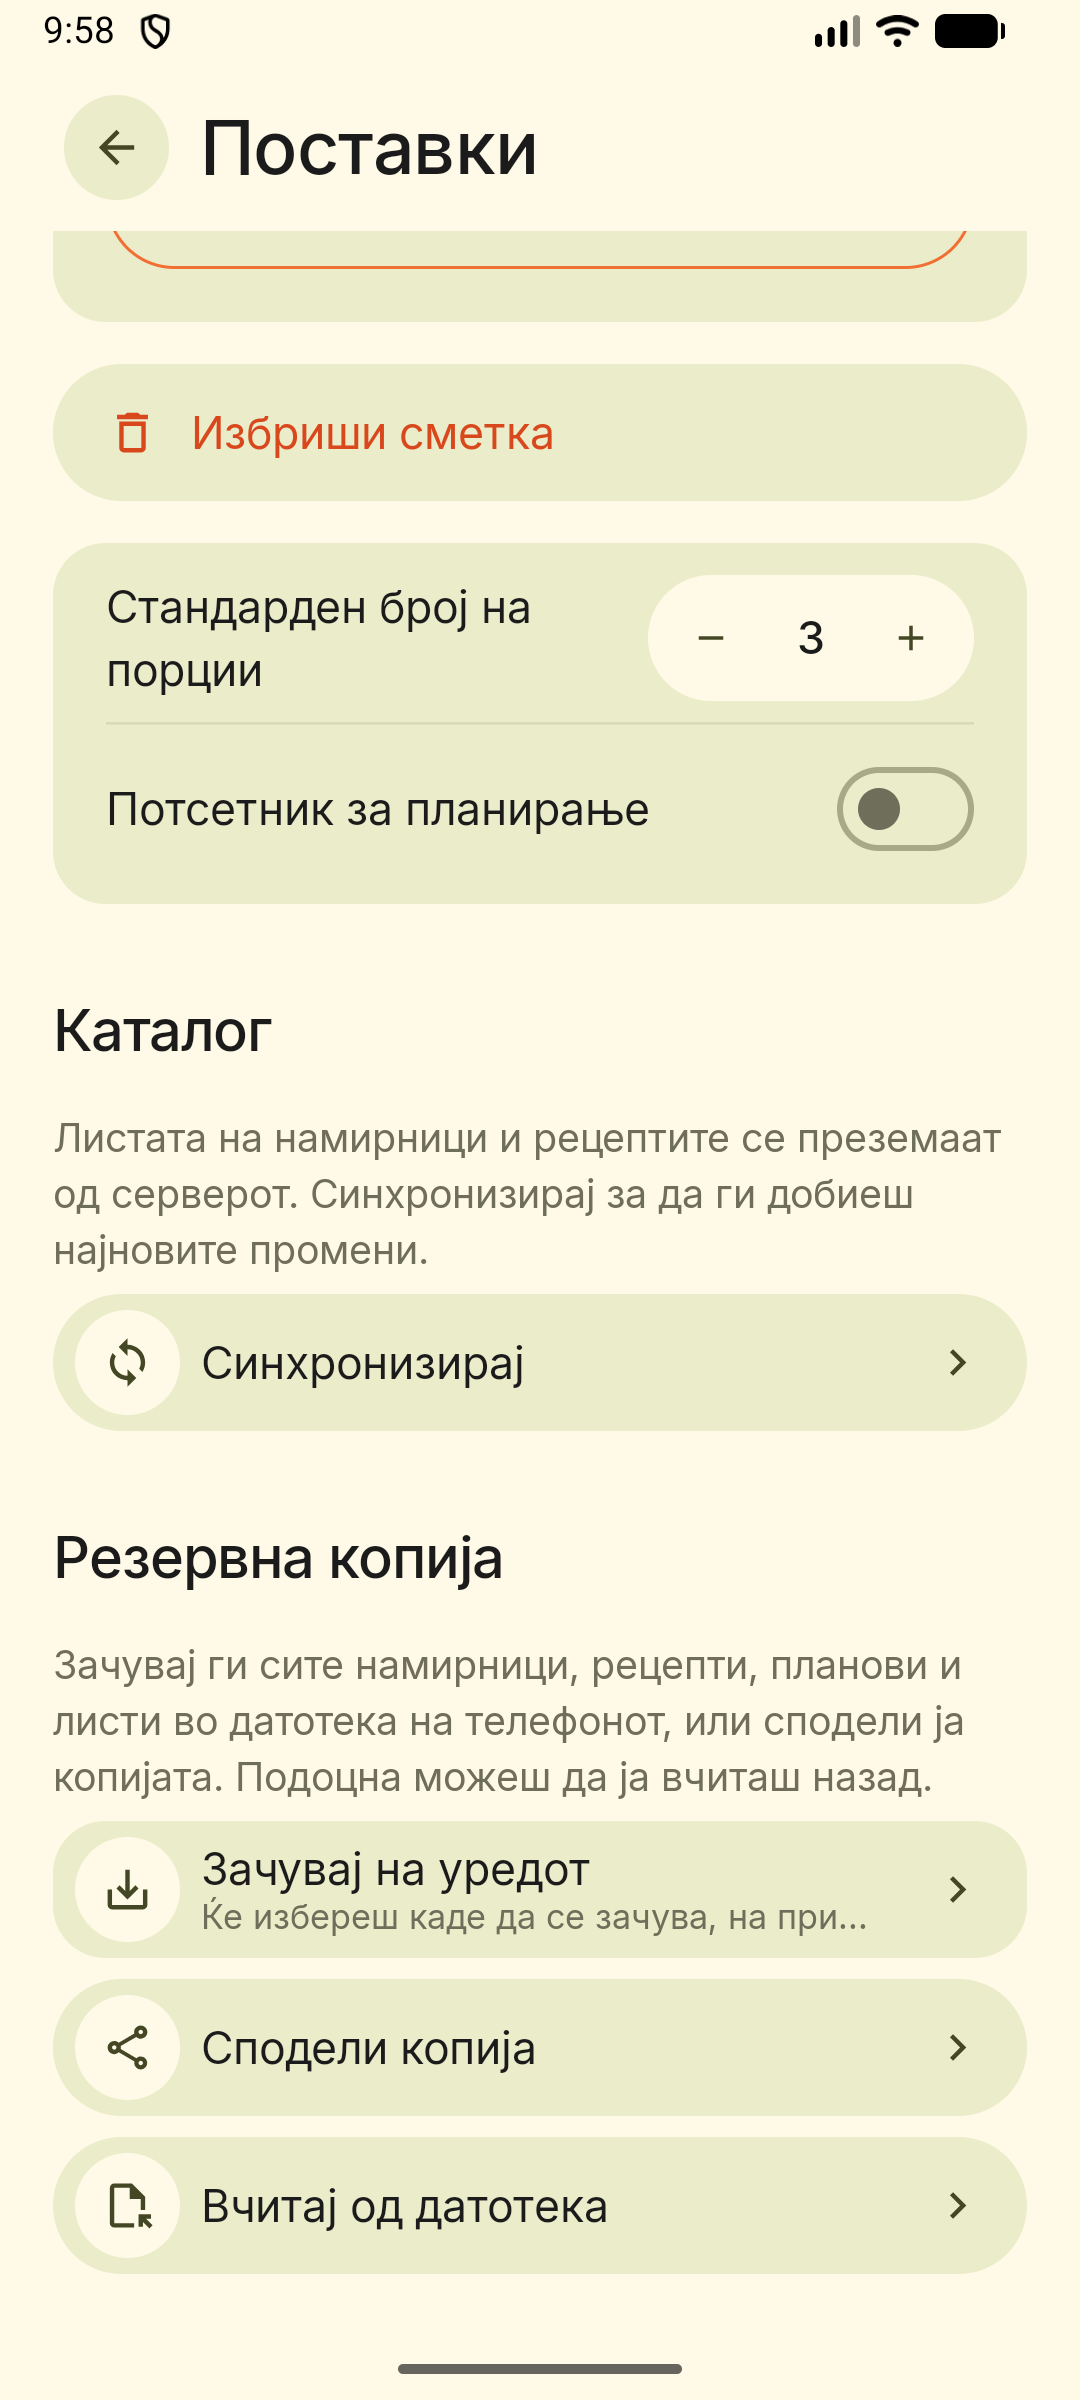 9:58
Поставки
Избриши сметка
Стандарден број на
порции
3
Потсетник за планирање
Каталог
Листата на намирници и рецептите се преземаат
од серверот. Синхронизирај за да ги добиеш
најновите промени.
Синхронизирај
Резервна копија
Зачувај ги сите намирници, рецепти, планови и
листи во датотека на телефонот, или сподели ја
копијата. Подоцна можеш да ја вчиташ назад.
Зачувај на уредот
Ќе избереш каде да се зачува, на при...
Сподели копија
Вчитај од датотека